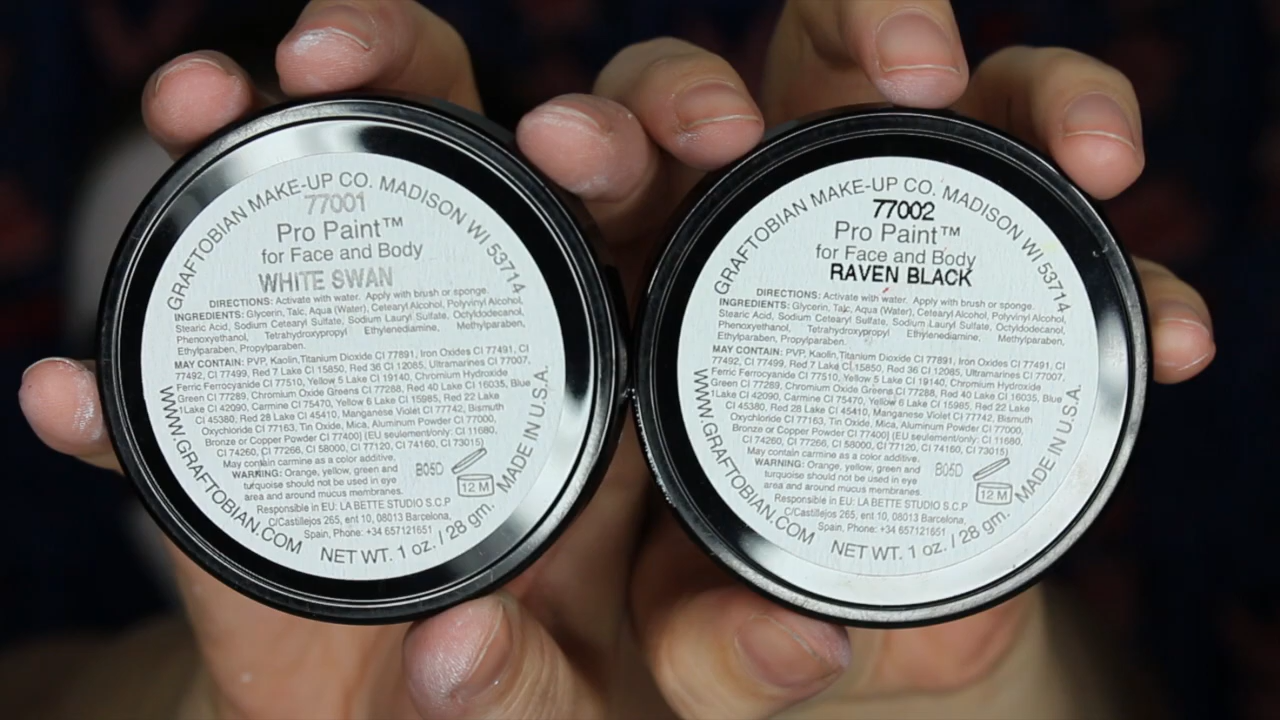 GRAFTOBIAN MAKE-UP CO. MADISON WI 53714
77001
Pro Paint™
for Face and Body
WHITE SWAN
DIRECTIONS: Activate with water. Apply with brush or sponge.
INGREDIENTS: Glycerin, Talc, Aqua (Water), Cetearyl Alcohol, Polyvinyl Alcohol,
Stearic Acid, Sodium Cetearyl Sulfate, Sodium Lauryl Sulfate, Octyldodecanol,
Phenoxyethanol, Tetrahydroxypropyl Ethylenediamine, Methylparaben,
Ethylparaben, Propylparaben.
MAY CONTAIN: PVP, Kaolin,Titanium Dioxide CI 77891, Iron Oxides CI 77491, CI
77492, CI 77499, Red 7 Lake CI 15850, Red 36 CI 12085, Ultramarines CI 77007,
Ferric Ferrocyanide CI 77510, Yellow 5 Lake CI 19140, Chromium Hydroxide
Green CI 77289, Chromium Oxide Greens CI 77288, Red 40 Lake CI 16035, Blue
1Lake CI 42090, Carmine CI 75470, Yellow 6 Lake CI 15985, Red 22 Lake
CI 45380, Red 28 Lake CI 45410, Manganese Violet CI 77742, Bismuth
Oxychloride CI 77163, Tin Oxide, Mica, Aluminum Powder CI 77000,
Bronze or Copper Powder CI 77400] (EU seulement/only: CI 11680,
CI 74260, CI 77266, CI 58000, CI 77120, CI 74160, CI 73015)
May contain carmine as a color additive.
WARNING: Orange, yellow, green and
turquoise should not be used in eye
area and around mucus membranes.
B05D
12 M
Responsible in EU: LA BETTE STUDIO S.C.P
C/Castillejos 265, ent 10, 08013 Barcelona,
Spain, Phone: +34 657121651
WWW.GRAFTOBIAN.COM NET WT. 1 oz. / 28 gm. MADE IN U.S.A.
GRAFTOBIAN MAKE-UP CO. MADISON WI 53714
77002
Pro Paint™
for Face and Body
RAVEN BLACK
DIRECTIONS: Activate with water. Apply with brush or sponge.
INGREDIENTS: Glycerin, Talc, Aqua (Water), Cetearyl Alcohol, Polyvinyl Alcohol,
Stearic Acid, Sodium Cetearyl Sulfate, Sodium Lauryl Sulfate, Octyldodecanol,
Phenoxyethanol, Tetrahydroxypropyl Ethylenediamine, Methylparaben,
Ethylparaben, Propylparaben.
MAY CONTAIN: PVP, Kaolin,Titanium Dioxide CI 77891, Iron Oxides CI 77491, CI
77492, CI 77499, Red 7 Lake CI 15850, Red 36 CI 12085, Ultramarines CI 77007,
Ferric Ferrocyanide CI 77510, Yellow 5 Lake CI 19140, Chromium Hydroxide
Green CI 77289, Chromium Oxide Greens CI 77288, Red 40 Lake CI 16035, Blue
1Lake CI 42090, Carmine CI 75470, Yellow 6 Lake CI 15985, Red 22 Lake
CI 45380, Red 28 Lake CI 45410, Manganese Violet CI 77742, Bismuth
Oxychloride CI 77163, Tin Oxide, Mica, Aluminum Powder CI 77000,
Bronze or Copper Powder CI 77400] (EU seulement/only: CI 11680,
CI 74260, CI 77266, CI 58000, CI 77120, CI 74160, CI 73015)
May contain carmine as a color additive.
WARNING: Orange, yellow, green and
turquoise should not be used in eye
area and around mucus membranes.
B05D
12 M
Responsible in EU: LA BETTE STUDIO S.C.P
C/Castillejos 265, ent 10, 08013 Barcelona,
Spain, Phone: +34 657121651
WWW.GRAFTOBIAN.COM NET WT. 1 oz. / 28 gm. MADE IN U.S.A.